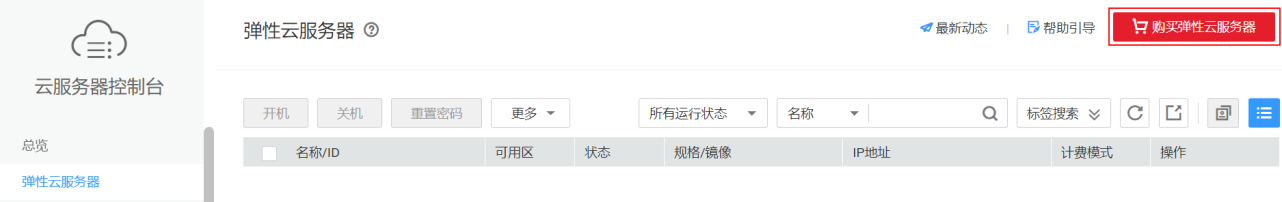 云服务器控制台
总览
弹性云服务器
弹性云服务器 ?
最新动态 | 帮助引导 购买弹性云服务器
开机 关机 重置密码 更多 所有运行状态 名称 标签搜索
名称/ID 可用区 状态 规格/镜像 IP地址 计费模式 操作